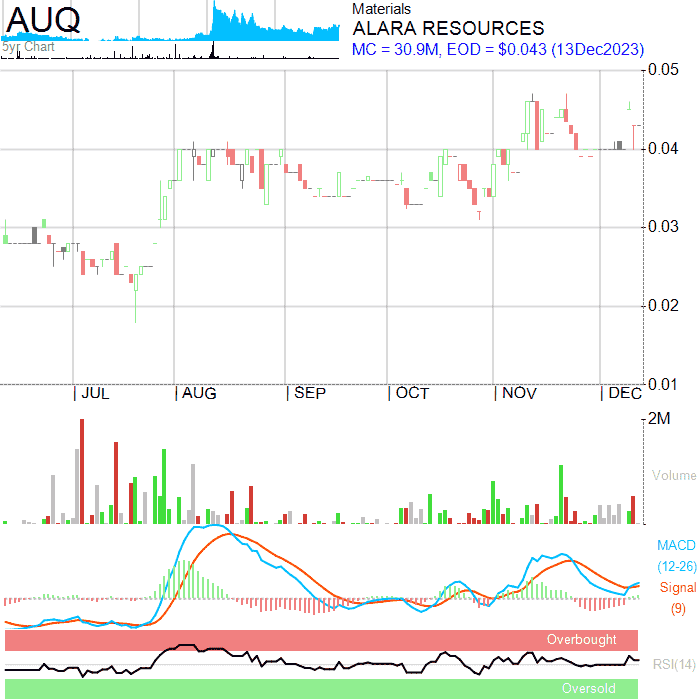 AUQ
5yr Chart
Materials
ALARA RESOURCES
MC = 30.9M, EOD = $0.043 (13Dec2023)
0.05
0.04
0.03
0.02
0.01
JUL
AUG
SEP
OCT
NOV
DEC
2M
Volume
MACD
(12-26)
Signal
(9)
Overbought
RSI(14)
Oversold